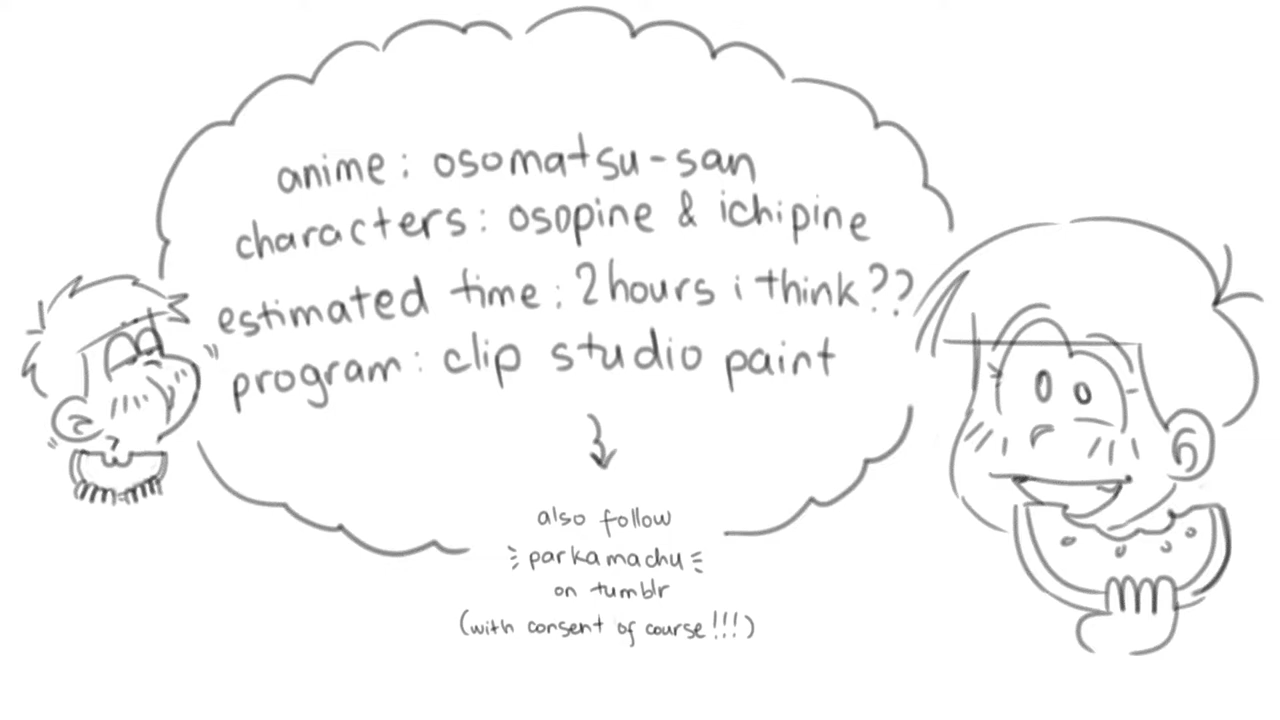 anime: osomatsu-san
characters: osopine & ichipine
estimated time: 2 hours i think??
program: clip studio paint
also follow
parkamachu
on tumblr
(with consent of course!!!)